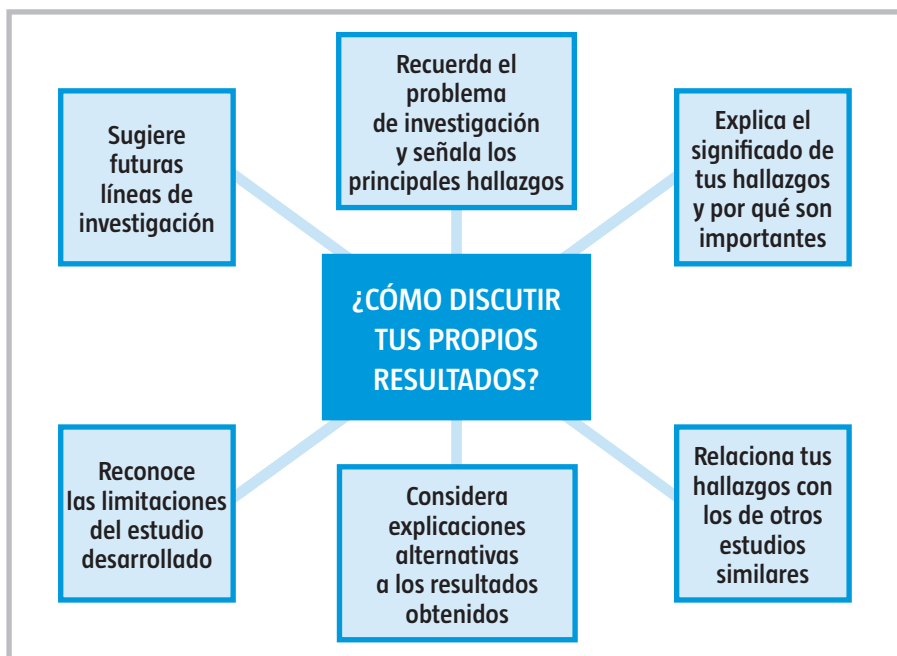 Recuerda el
problema
de investigación
y señala los
principales hallazgos
Explica el
significado de
tus hallazgos
y por qué son
importantes
Relaciona tus
hallazgos con
los de otros
estudios
similares
Considera
explicaciones
alternativas
a los resultados
obtenidos
Reconoce
las limitaciones
del estudio
desarrollado
Sugiere
futuras
líneas de
investigación
¿CÓMO DISCUTIR
TUS PROPIOS
RESULTADOS?